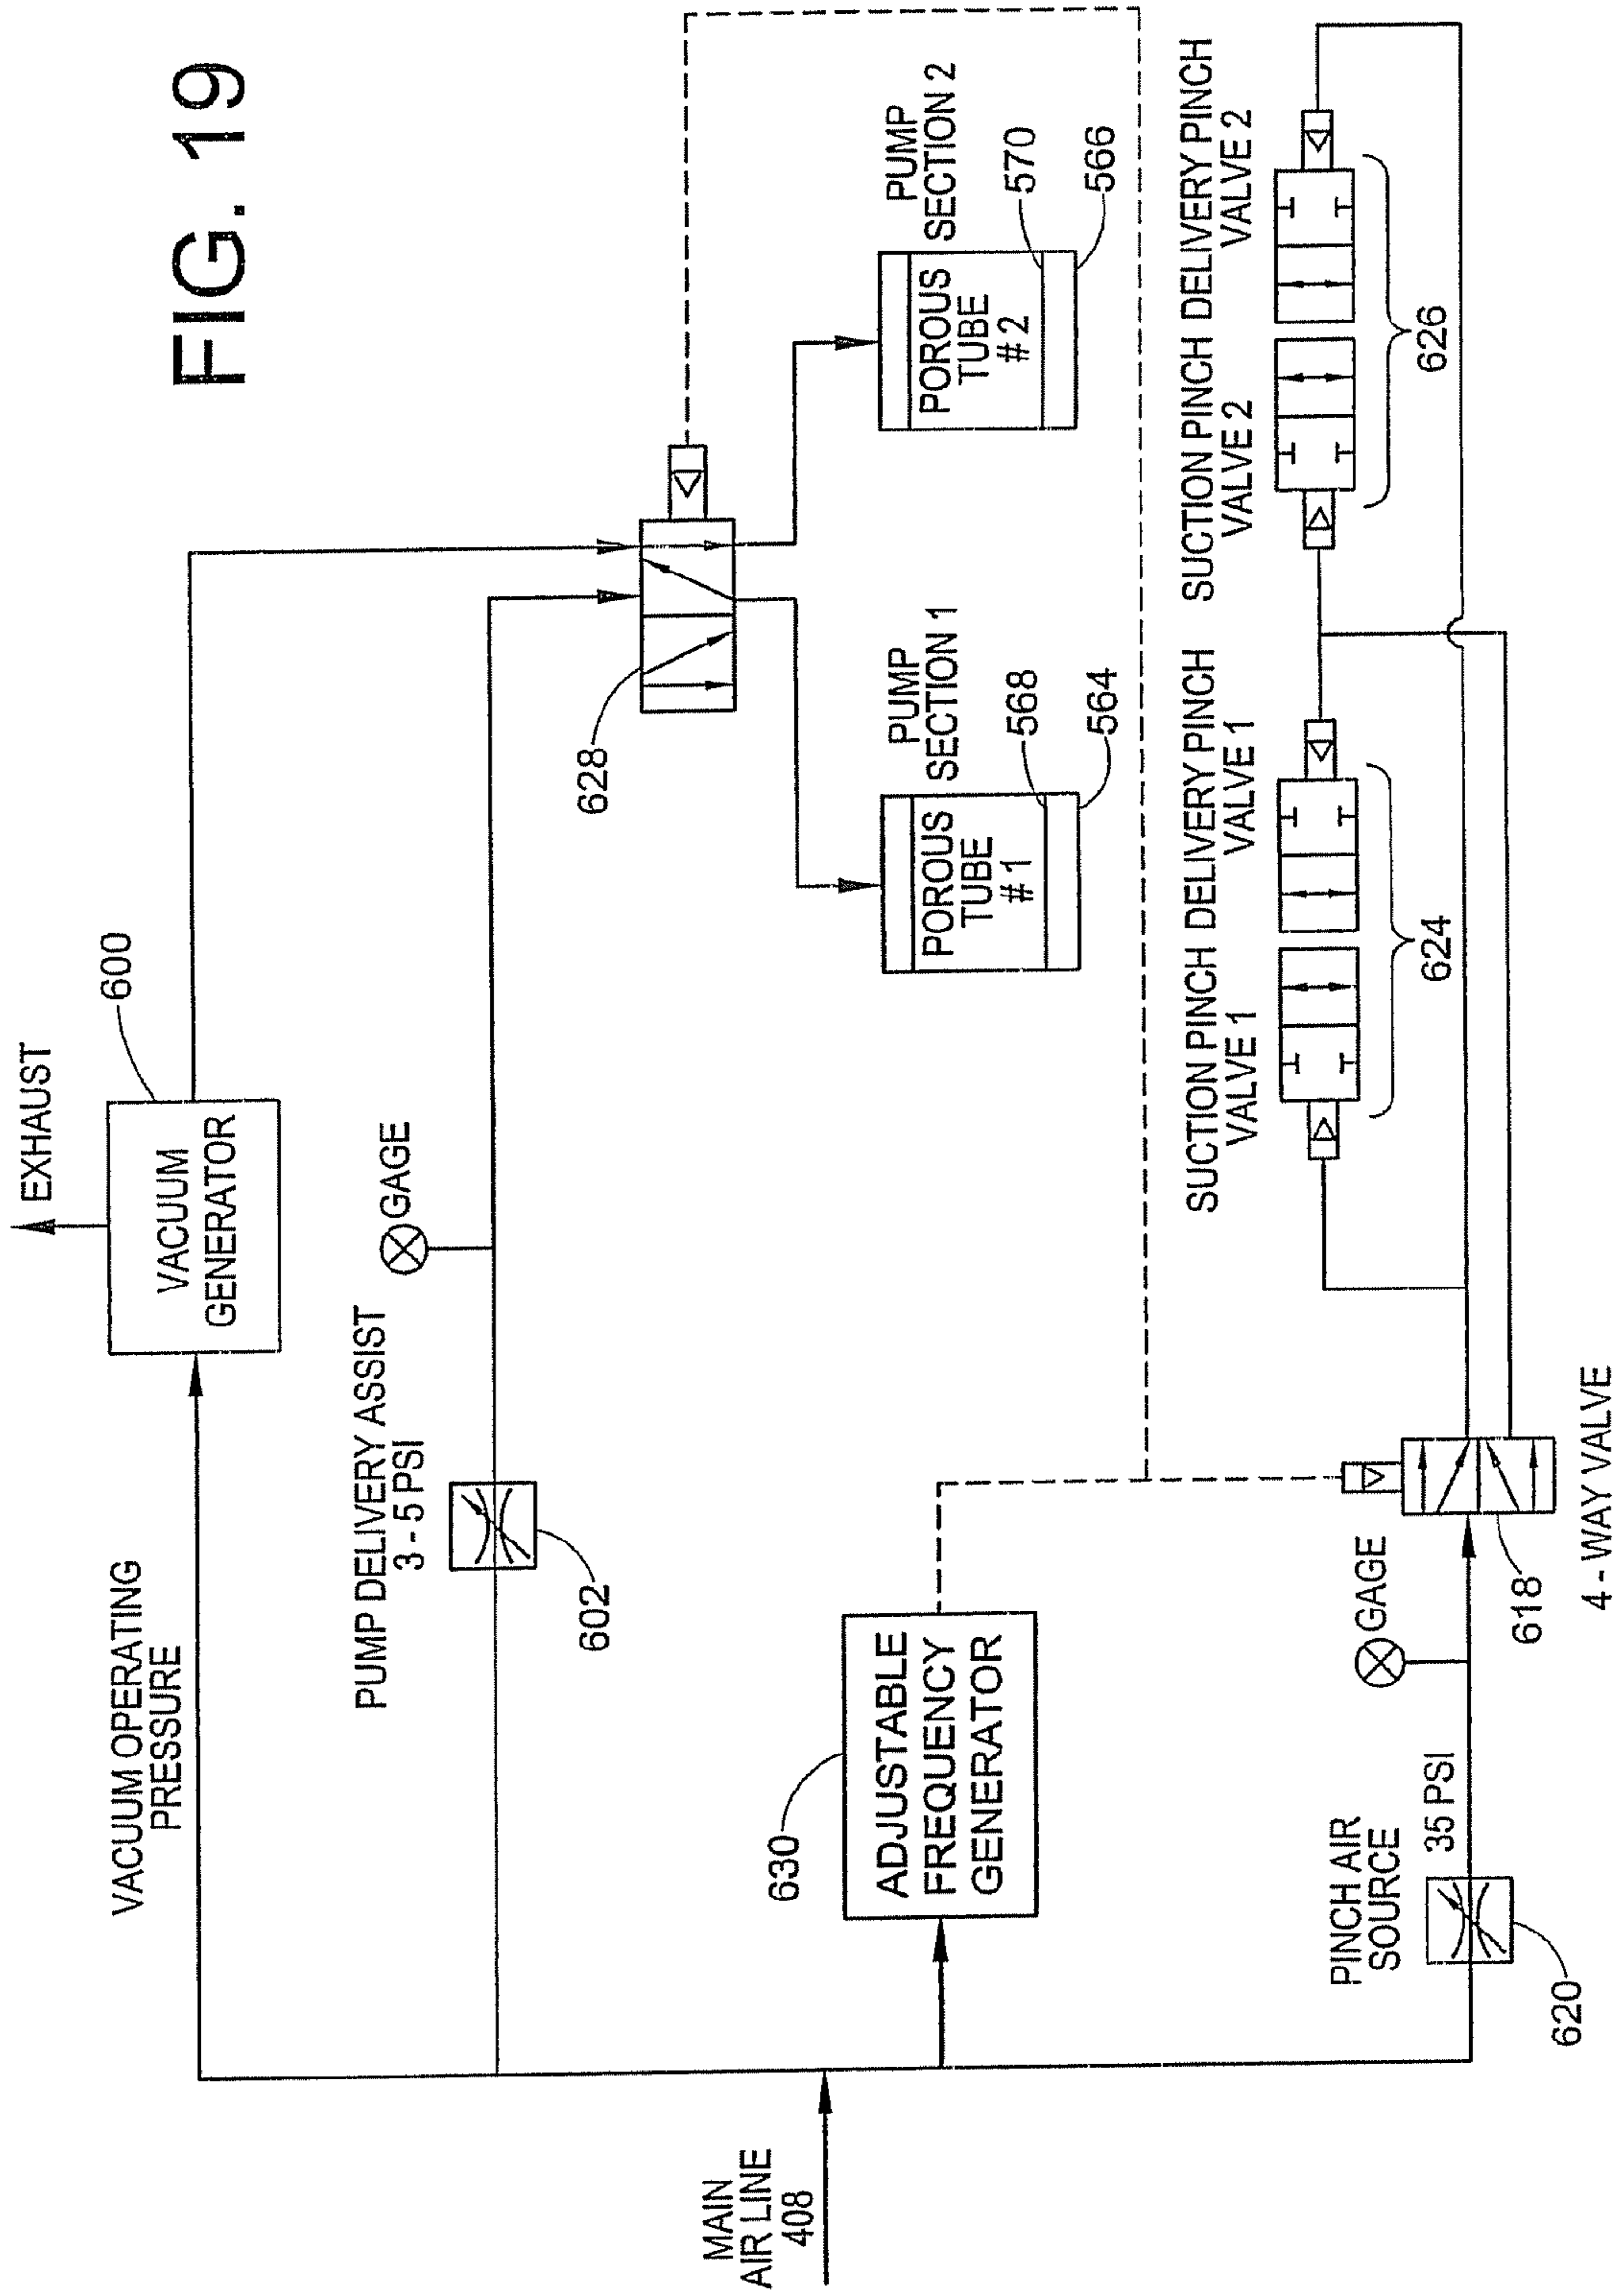 FIG. 19
EXHAUST
600
VACUUM
GENERATOR
VACUUM OPERATING
PRESSURE
GAGE
PUMP DELIVERY ASSIST
3 - 5 PSI
602
628
PUMP
SECTION 1
POROUS
TUBE
#1
568
564
PUMP
SECTION 2
POROUS
TUBE
#2
570
566
630
ADJUSTABLE
FREQUENCY
GENERATOR
MAIN
AIR LINE
408
SUCTION PINCH
VALVE 1
DELIVERY PINCH
VALVE 1
SUCTION PINCH
VALVE 2
DELIVERY PINCH
VALVE 2
624
626
PINCH AIR
SOURCE
35 PSI
620
GAGE
618
4 - WAY VALVE